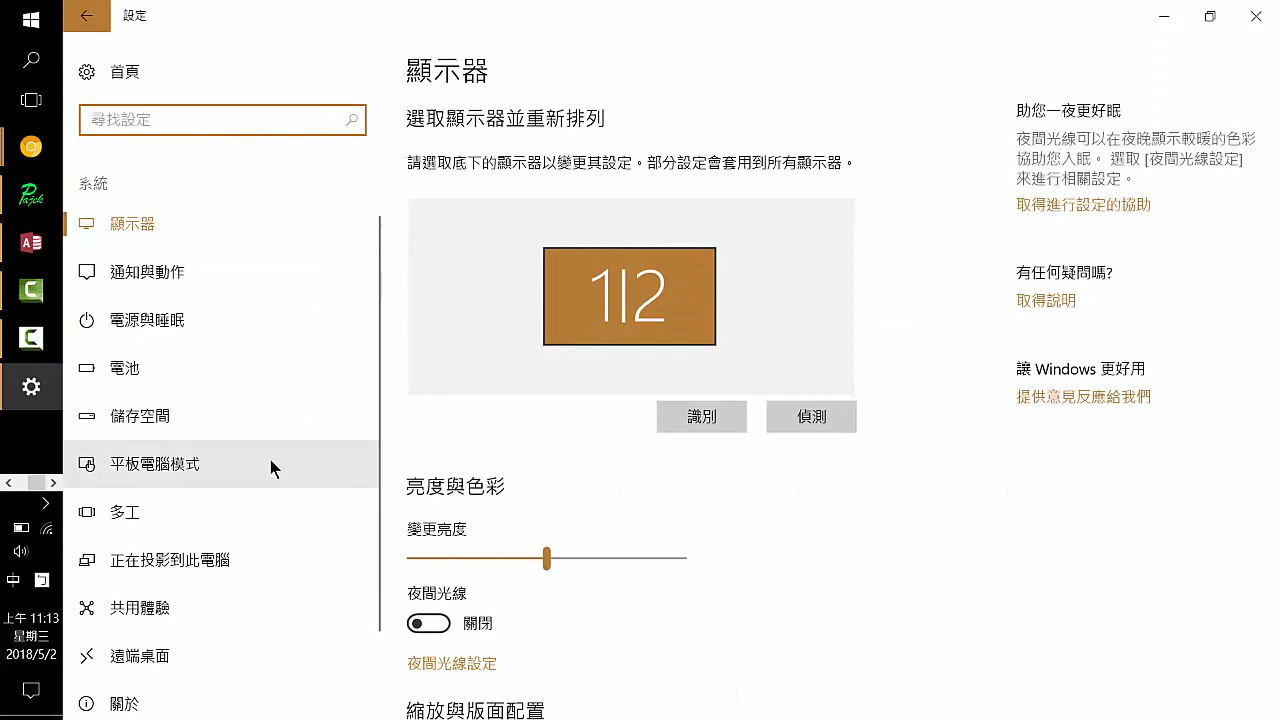 設定
首頁
尋找設定
系統
顯示器
通知與動作
電源與睡眠
電池
儲存空間
平板電腦模式
多工
正在投影到此電腦
共用體驗
遠端桌面
關於
顯示器
選取顯示器並重新排列
請選取底下的顯示器以變更其設定。部分設定會套用到所有顯示器。
1|2
識別
偵測
亮度與色彩
變更亮度
夜間光線
關閉
夜間光線設定
縮放與版面配置
助您一夜更好眠
夜間光線可以在夜晚顯示較暖的色彩
協助您入眠。 選取 [夜間光線設定]
來進行相關設定。
取得進行設定的協助
有任何疑問嗎?
取得說明
讓 Windows 更好用
提供意見反應給我們
中
上午 11:13
星期三
2018/5/2